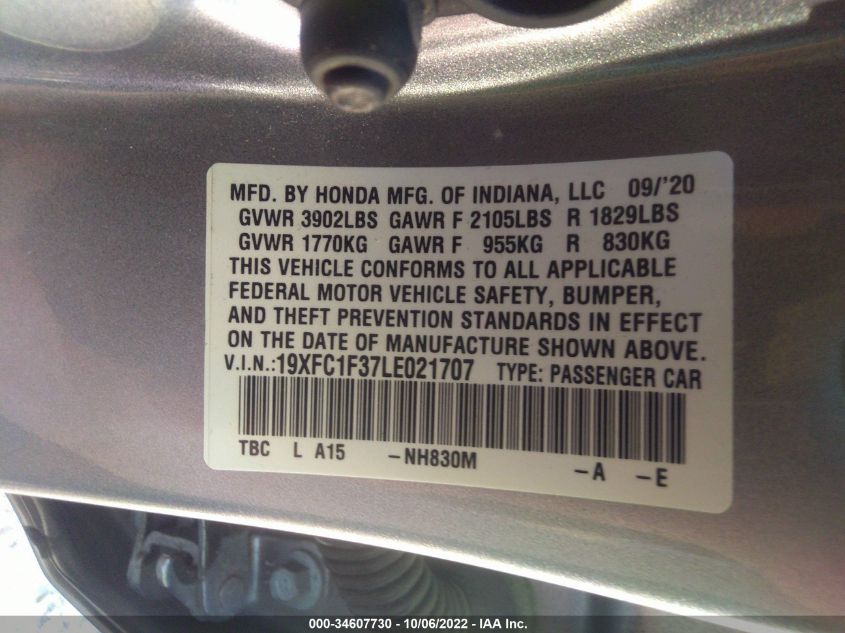 MFD. BY HONDA MFG. OF INDIANA, LLC 09/'20
GVWR 3902LBS GAWR F 2105LBS R 1829LBS
GVWR 1770KG GAWR F 955KG R 830KG
THIS VEHICLE CONFORMS TO ALL APPLICABLE
FEDERAL MOTOR VEHICLE SAFETY, BUMPER,
AND THEFT PREVENTION STANDARDS IN EFFECT
ON THE DATE OF MANUFACTURE SHOWN ABOVE.
V.I.N.:19XFC1F37LE021707 TYPE: PASSENGER CAR
TBC L A15 -NH830M -A -E
000-34607730 - 10/06/2022 - IAA Inc.